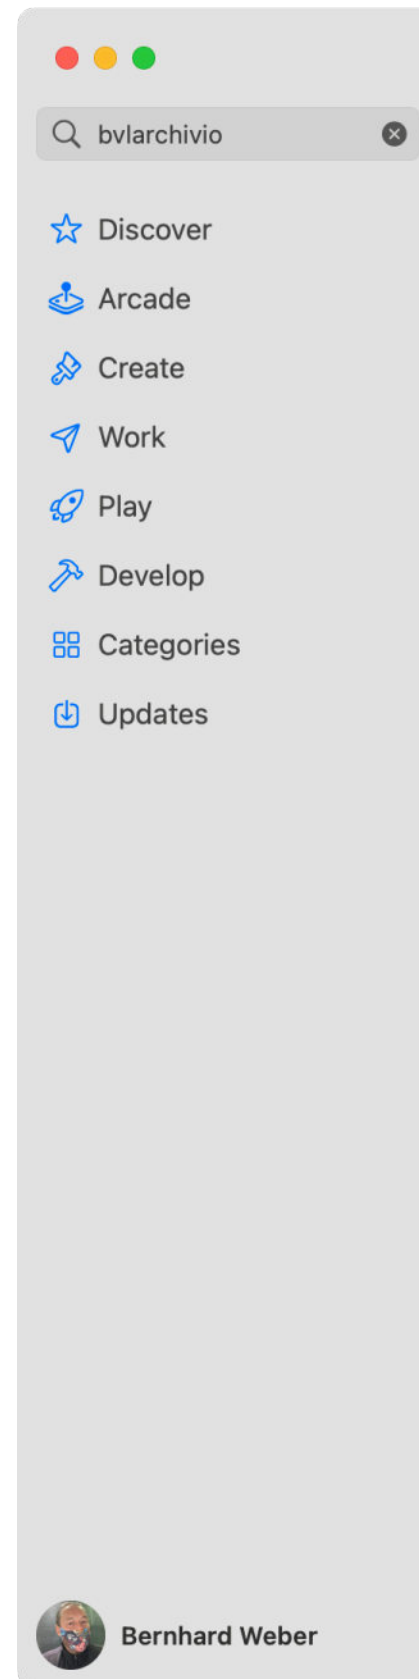 bvlarchivio
Discover
Arcade
Create
Work
Play
Develop
Categories
Updates
Bernhard Weber